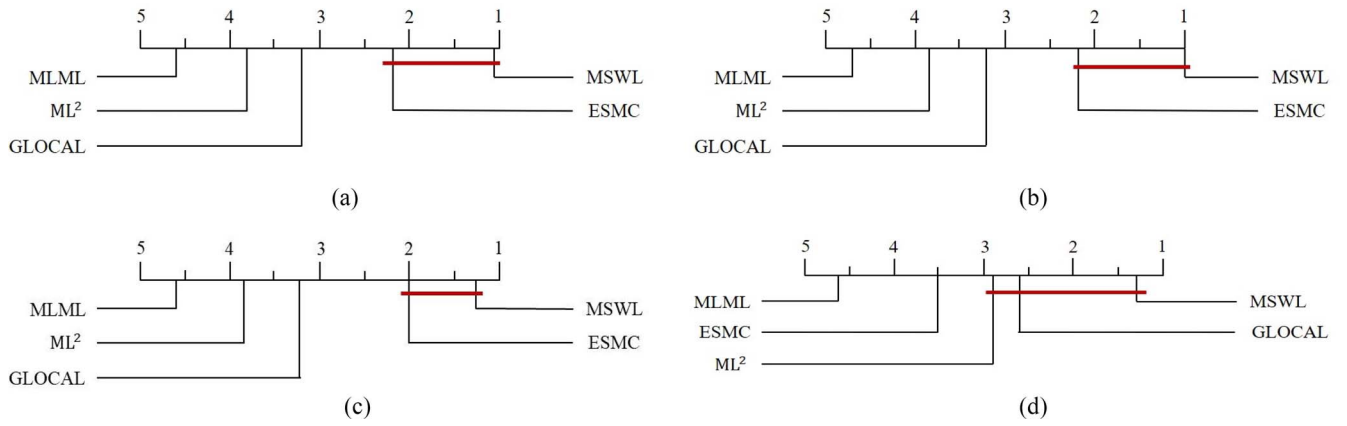 5 4 3 2 1
MLML MSWL
ML² ESMC
GLOCAL
(a)
5 4 3 2 1
MLML MSWL
ML² ESMC
GLOCAL
(b)
5 4 3 2 1
MLML MSWL
ML² ESMC
GLOCAL
(c)
5 4 3 2 1
MLML MSWL
ESMC GLOCAL
ML²
(d)